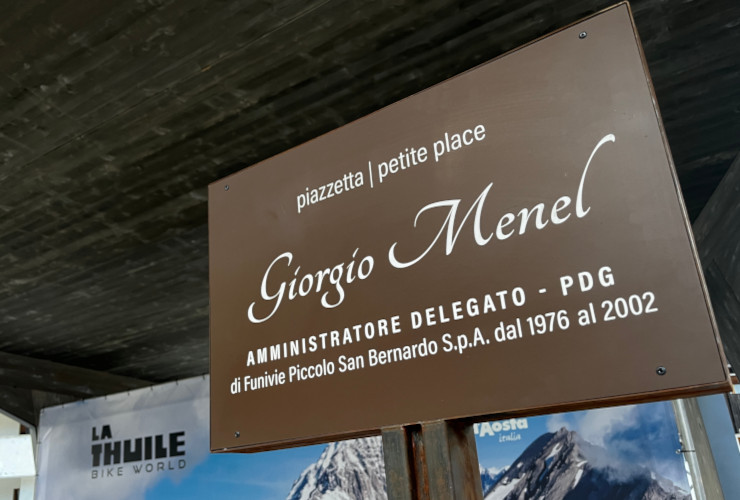 piazzetta | petite place
Giorgio Menel
AMMINISTRATORE DELEGATO - PDG
di Funivie Piccolo San Bernardo S.p.A. dal 1976 al 2002
LA
THUILE
BIKE WORLD
d'Aosta
italia